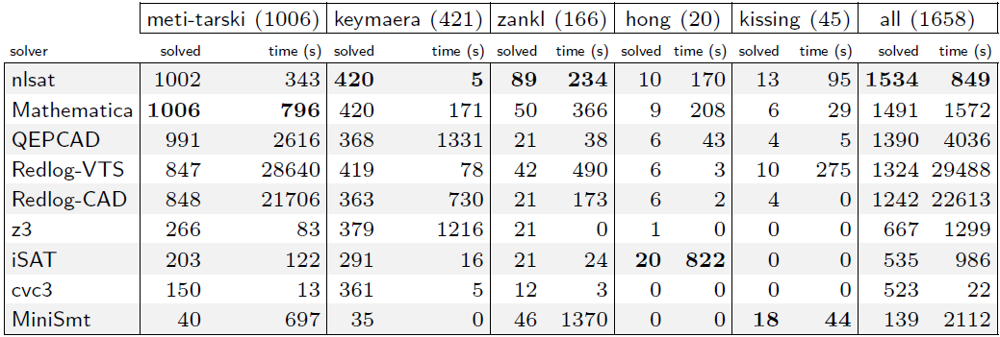 meti-tarski (1006) keymaera (421) zankl (166) hong (20) kissing (45) all (1658)
solver solved time (s) solved time (s) solved time (s) solved time (s) solved time (s) solved time (s)
nlsat 1002 343 420 5 89 234 10 170 13 95 1534 849
Mathematica 1006 796 420 171 50 366 9 208 6 29 1491 1572
QEPCAD 991 2616 368 1331 21 38 6 43 4 5 1390 4036
Redlog-VTS 847 28640 419 78 42 490 6 3 10 275 1324 29488
Redlog-CAD 848 21706 363 730 21 173 6 2 4 0 1242 22613
z3 266 83 379 1216 21 0 1 0 0 0 667 1299
iSAT 203 122 291 16 21 24 20 822 0 0 535 986
cvc3 150 13 361 5 12 3 0 0 0 0 523 22
MiniSmt 40 697 35 0 46 1370 0 0 18 44 139 2112